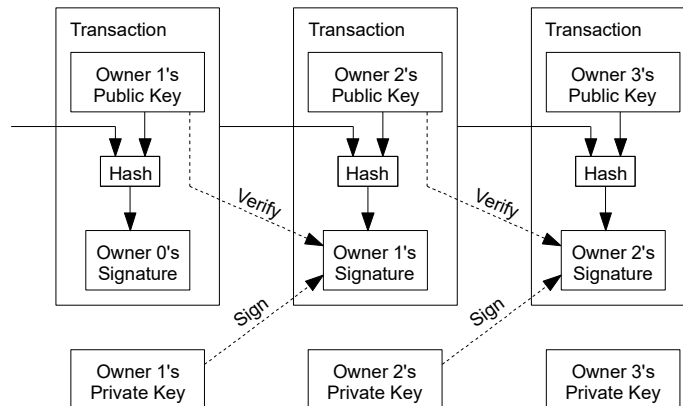 Transaction
Owner 1's
Public Key
Hash
Owner 0's
Signature
Transaction
Owner 2's
Public Key
Hash
Verify
Owner 1's
Signature
Transaction
Owner 3's
Public Key
Hash
Verify
Owner 2's
Signature
Sign
Sign
Owner 1's
Private Key
Owner 2's
Private Key
Owner 3's
Private Key